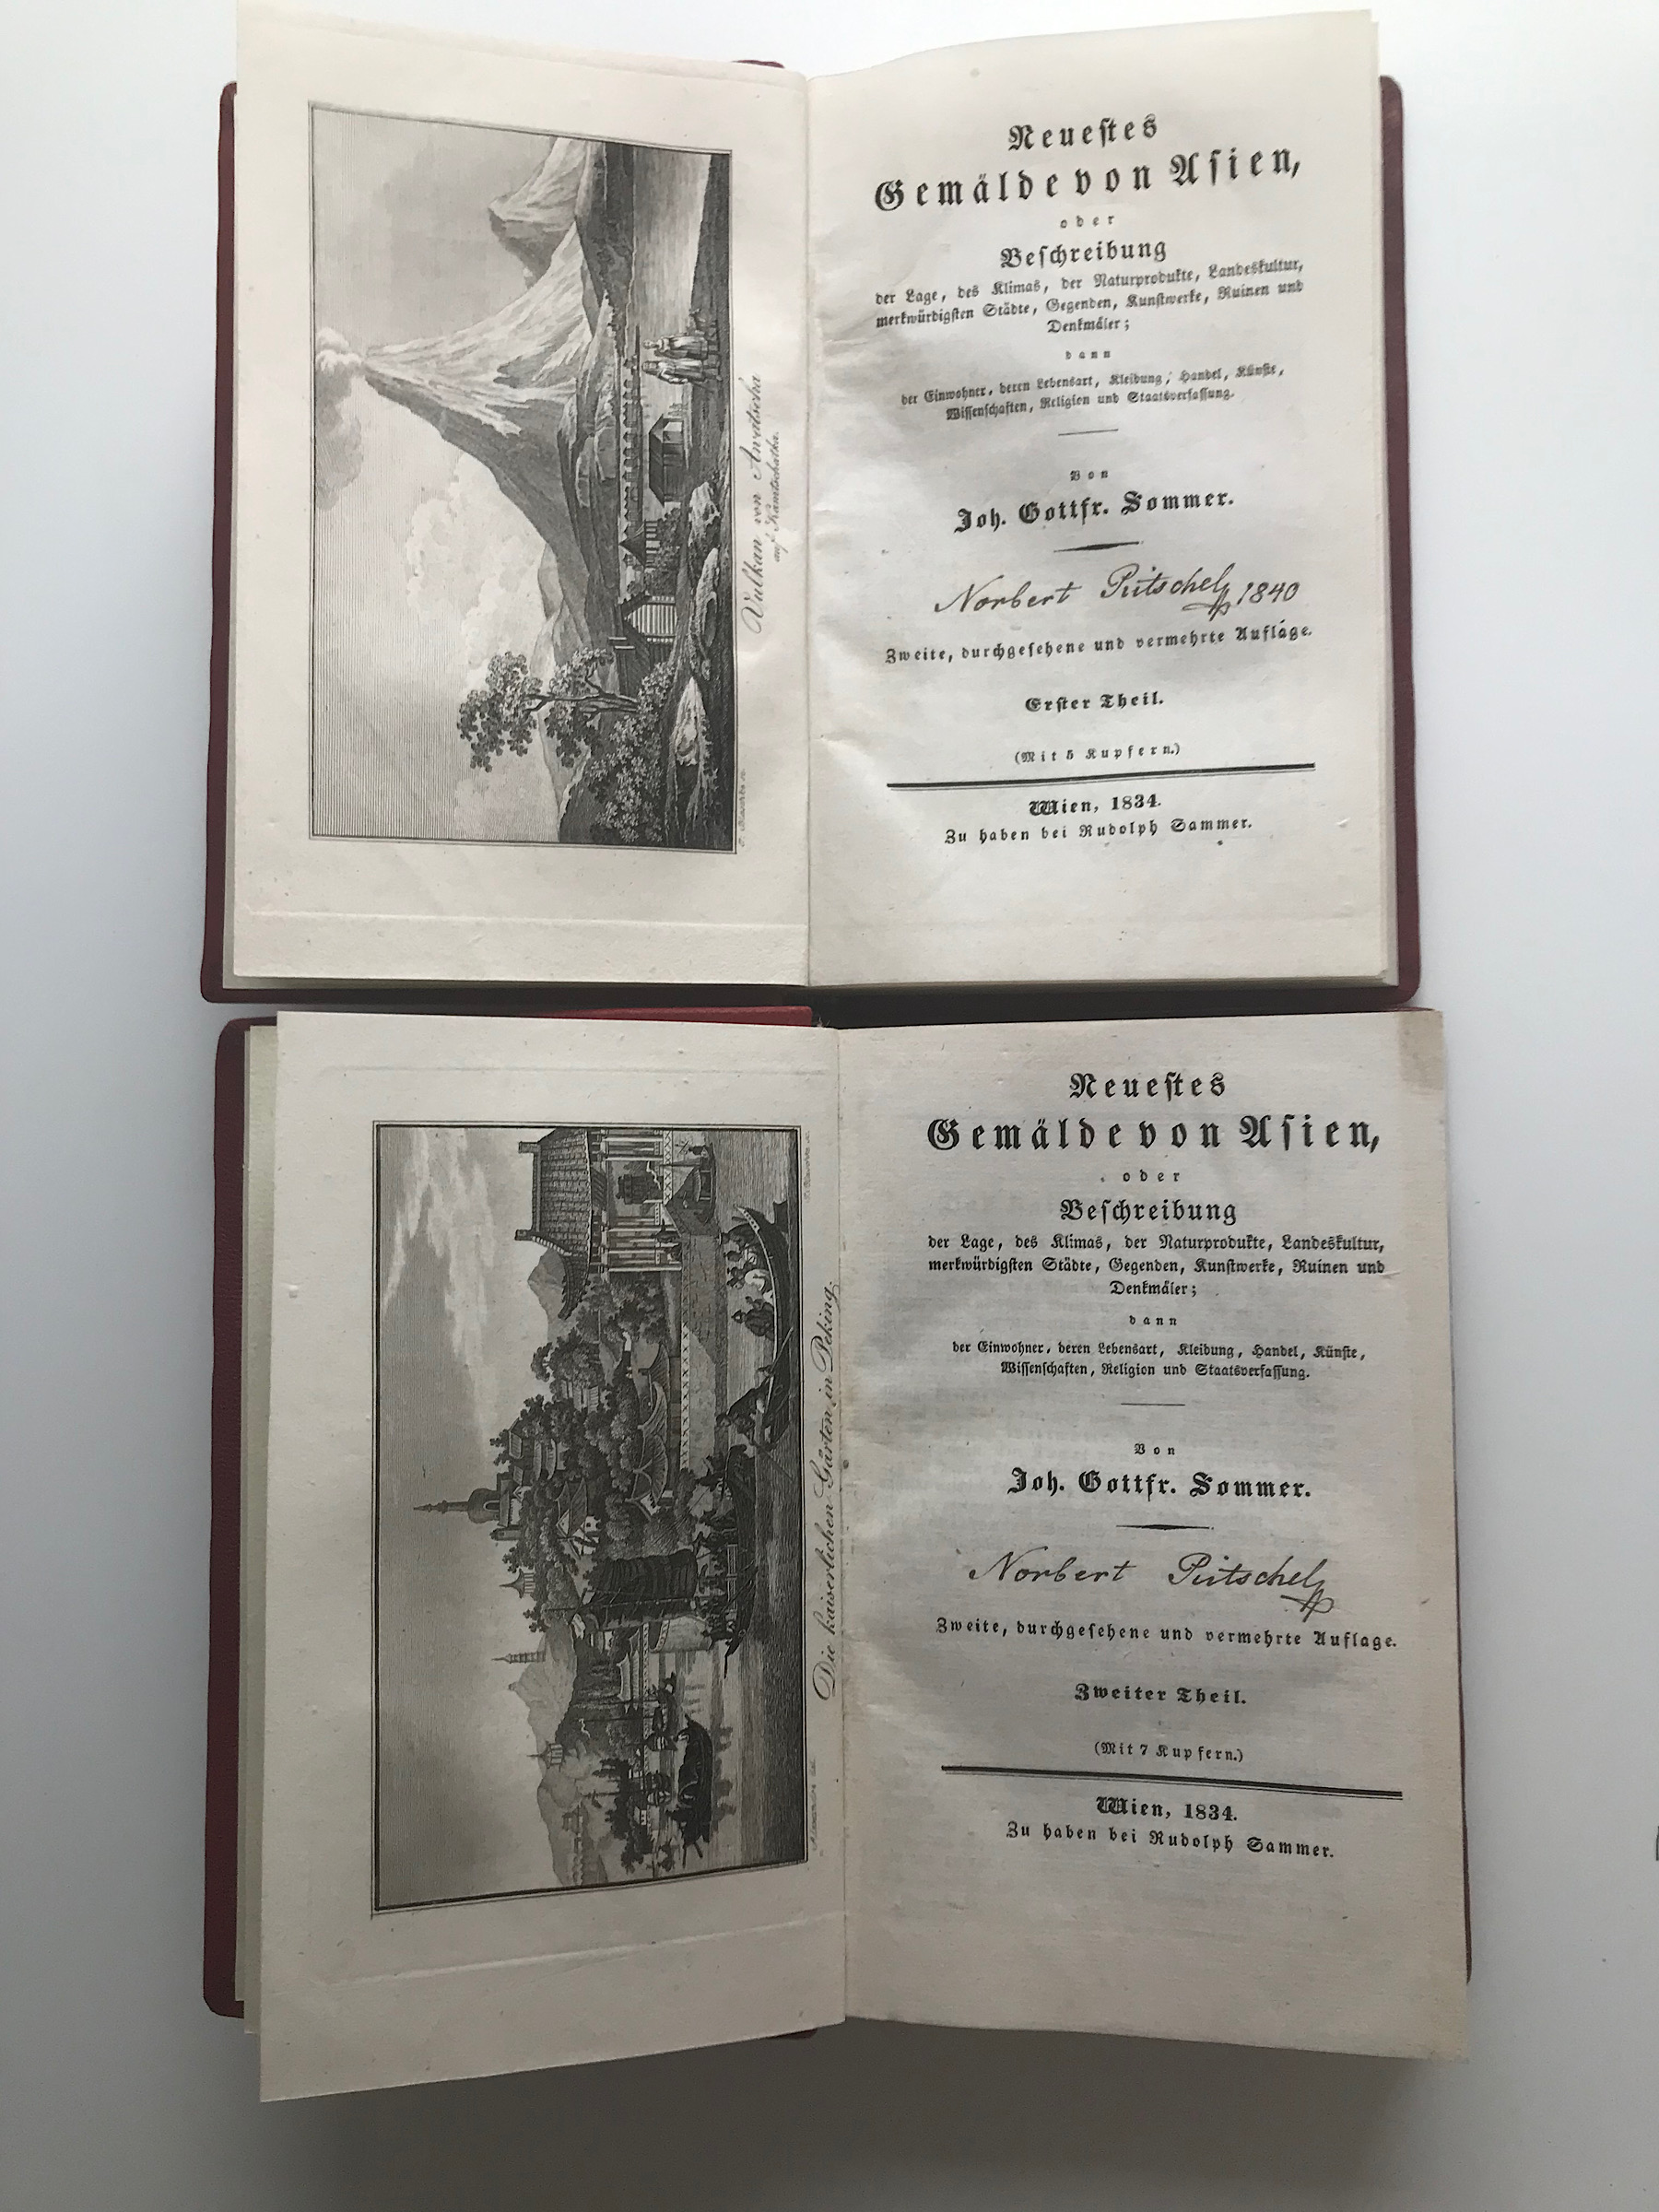 Vulkan von Awatscha
auf Kamtschatka.
Neueſtes
Gemälde von Aſien,
oder
Beſchreibung
der Lage, des Klimas, der Naturprodukte, Landeskultur,
merkwürdigſten Städte, Gegenden, Kunſtwerke, Ruinen und
Denkmäler;
dann
der Einwohner, deren Lebensart, Kleidung, Handel, Künſte,
Wiſſenſchaften, Religion und Staatsverfaſſung.
Von
Joh. Gottfr. Sommer.
Norbert Pütschel 1840
Zweite, durchgeſehene und vermehrte Auflage.
Erſter Theil.
(Mit 5 Kupfern.)
Wien, 1834.
Zu haben bei Rudolph Sammer.
Die kaiserlichen Gärten in Peking.
Neueſtes
Gemälde von Aſien,
oder
Beſchreibung
der Lage, des Klimas, der Naturprodukte, Landeskultur,
merkwürdigſten Städte, Gegenden, Kunſtwerke, Ruinen und
Denkmäler;
dann
der Einwohner, deren Lebensart, Kleidung, Handel, Künſte,
Wiſſenſchaften, Religion und Staatsverfaſſung.
Von
Joh. Gottfr. Sommer.
Norbert Pütschel
Zweite, durchgeſehene und vermehrte Auflage.
Zweiter Theil.
(Mit 7 Kupfern.)
Wien, 1834.
Zu haben bei Rudolph Sammer.